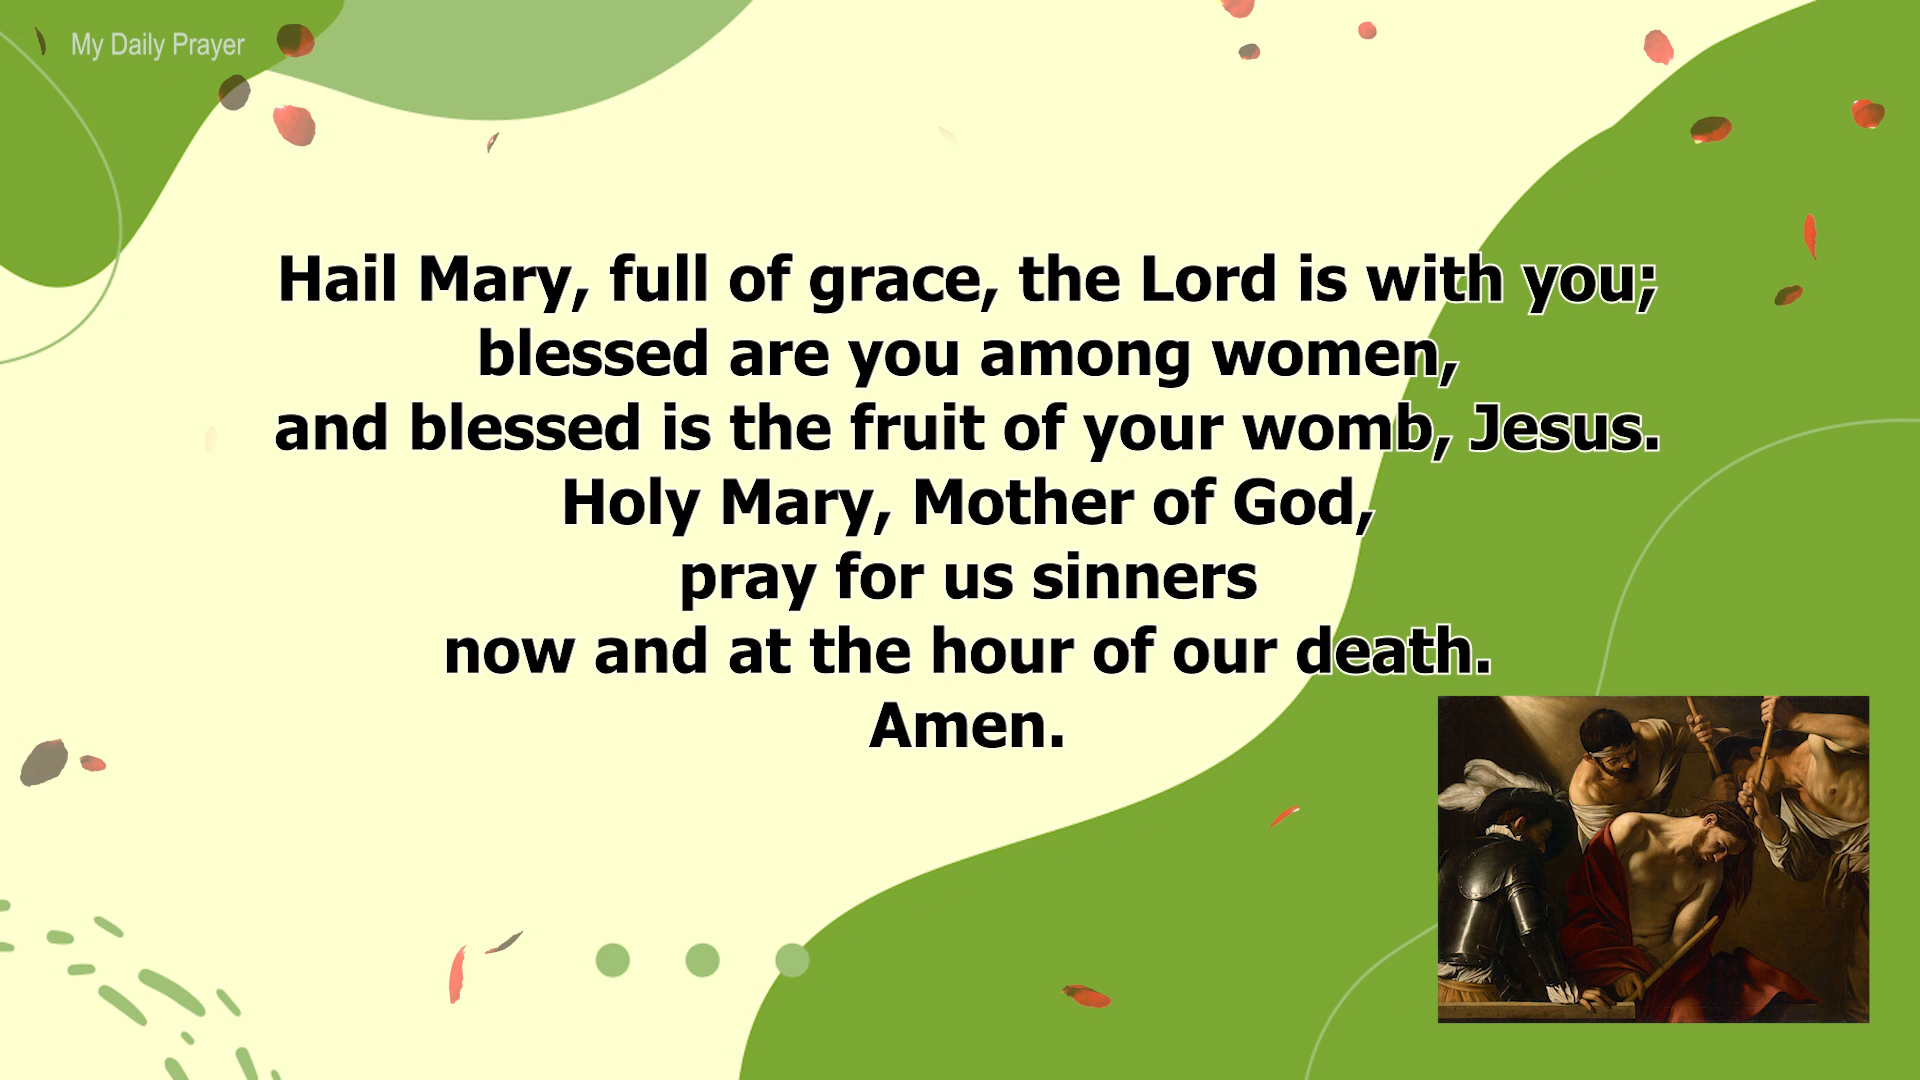 My Daily Prayer
Hail Mary, full of grace, the Lord is with you;
blessed are you among women,
and blessed is the fruit of your womb, Jesus.
Holy Mary, Mother of God,
pray for us sinners
now and at the hour of our death.
Amen.